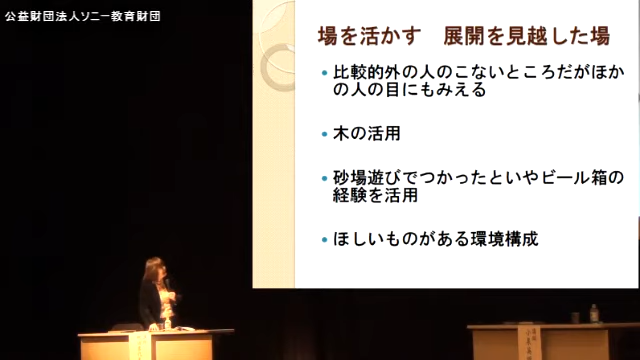 公益財団法人ソニー教育財団
場を活かす 展開を見越した場
• 比較的外の人のこないところだがほか
の人の目にもみえる
• 木の活用
• 砂場遊びでつかったといやビール箱の
経験を活用
• ほしいものがある環境構成